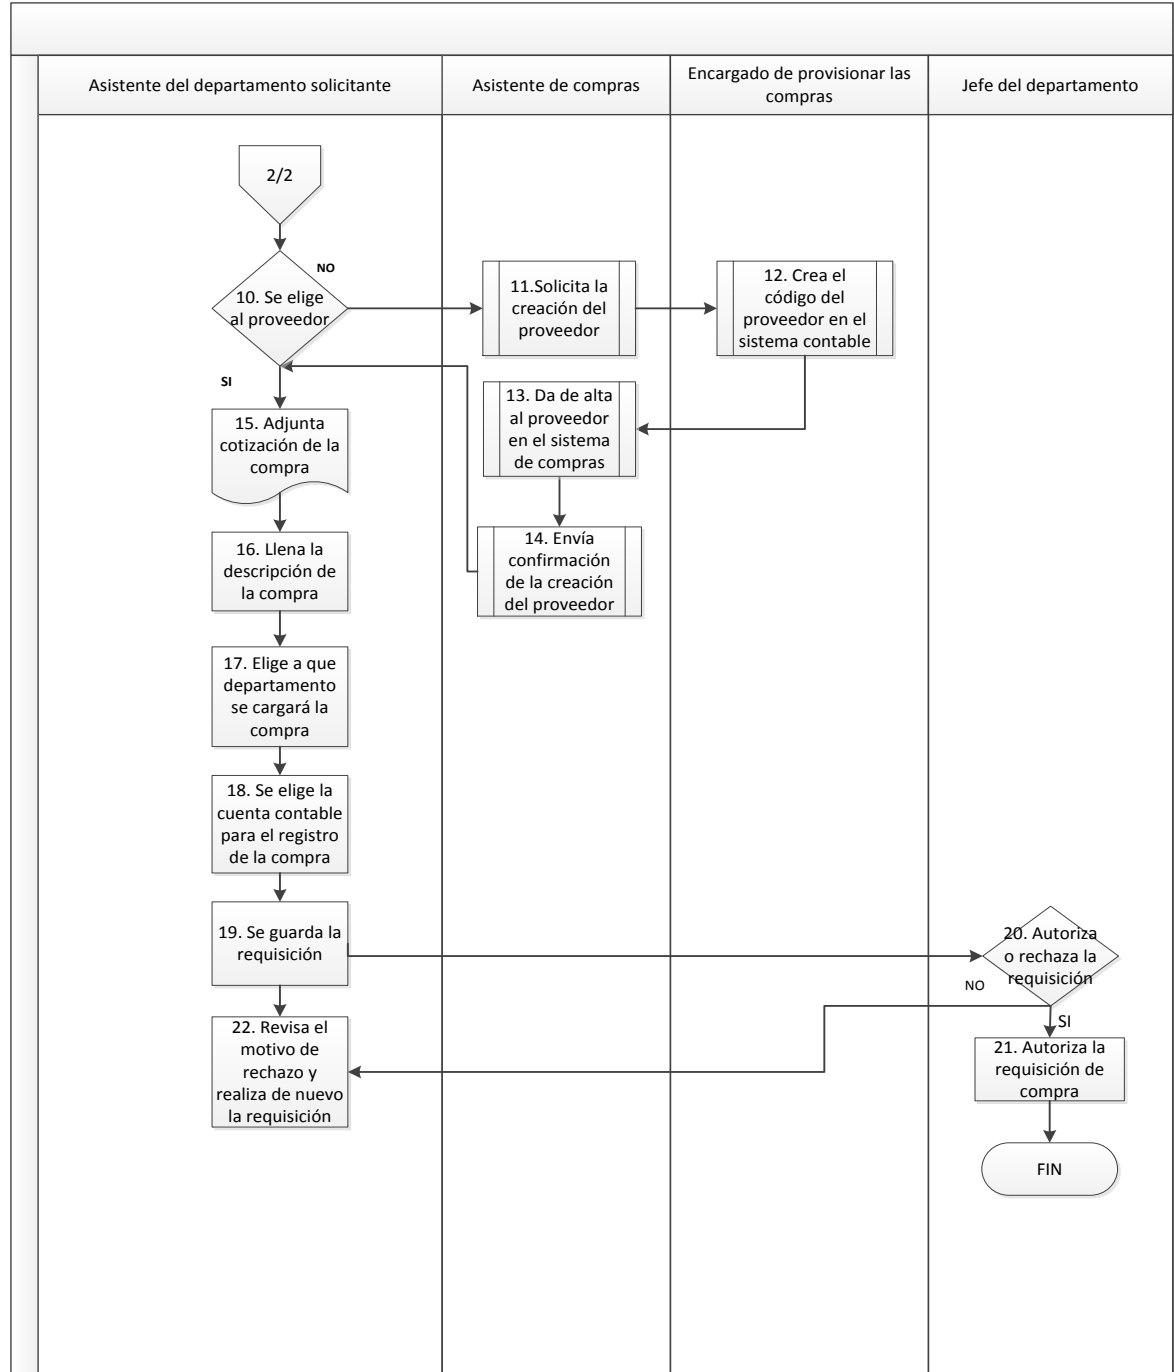 Asistente del departamento solicitante
Asistente de compras
Encargado de provisionar las
compras
Jefe del departamento
2/2
NO
10. Se elige
al proveedor
11.Solicita la
creación del
proveedor
12. Crea el
código del
proveedor en el
sistema contable
SI
13. Da de alta
al proveedor
en el sistema
de compras
15. Adjunta
cotización de la
compra
14. Envía
confirmación
de la creación
del proveedor
16. Llena la
descripción de
la compra
17. Elige a que
departamento
se cargará la
compra
18. Se elige la
cuenta contable
para el registro
de la compra
19. Se guarda la
requisición
20. Autoriza
o rechaza la
requisición
NO
SI
22. Revisa el
motivo de
rechazo y
realiza de nuevo
la requisición
21. Autoriza la
requisición de
compra
FIN